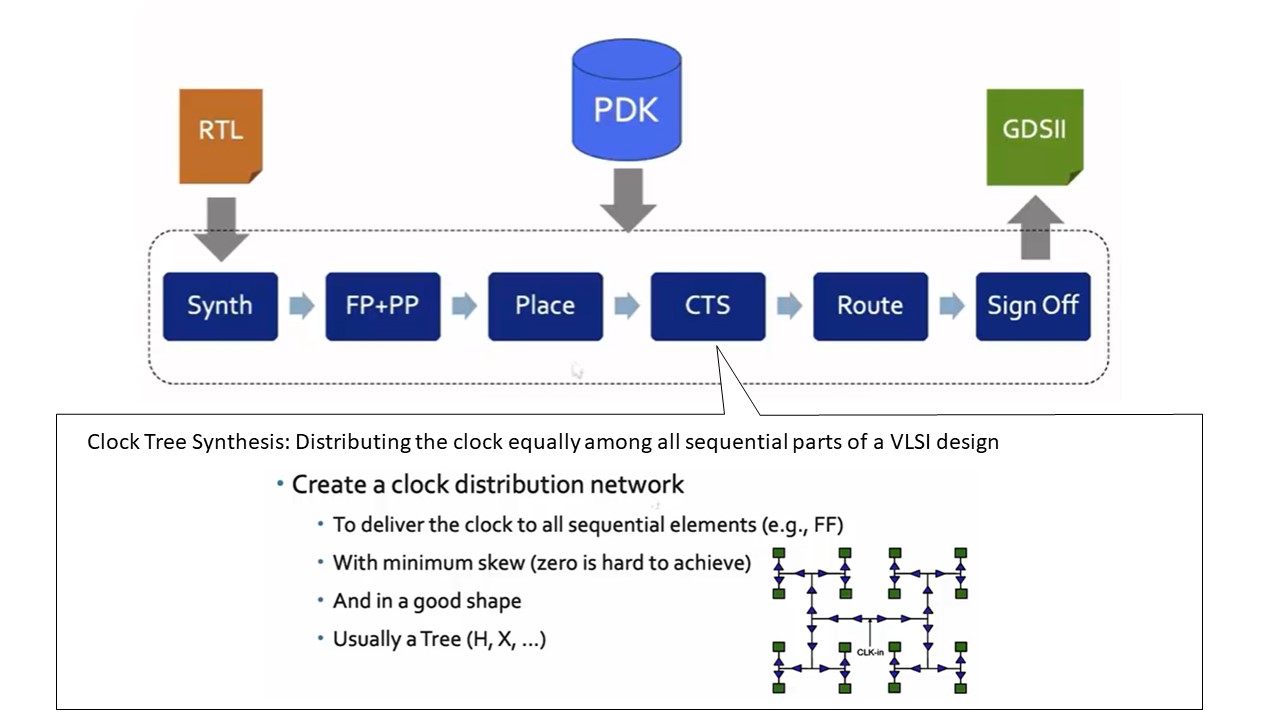 RTL
PDK
GDSII
Synth
FP+PP
Place
CTS
Route
Sign Off
Clock Tree Synthesis: Distributing the clock equally among all sequential parts of a VLSI design
• Create a clock distribution network
• To deliver the clock to all sequential elements (e.g., FF)
• With minimum skew (zero is hard to achieve)
• And in a good shape
• Usually a Tree (H, X, ...)
CLK-in